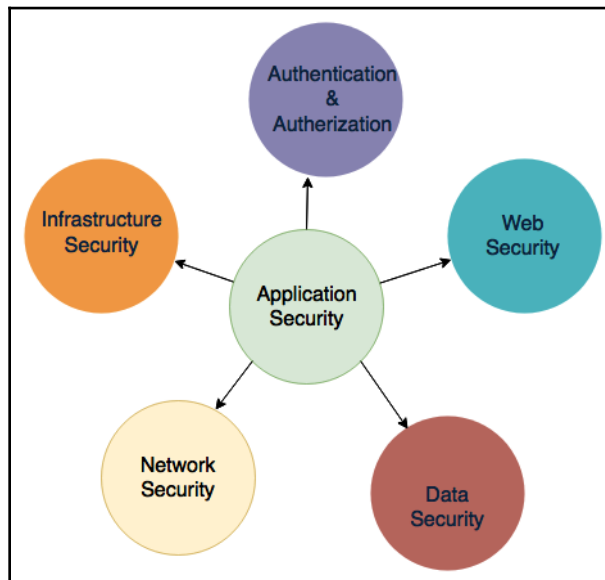 Authentication
&
Autherization
Infrastructure
Security
Web
Security
Application
Security
Network
Security
Data
Security